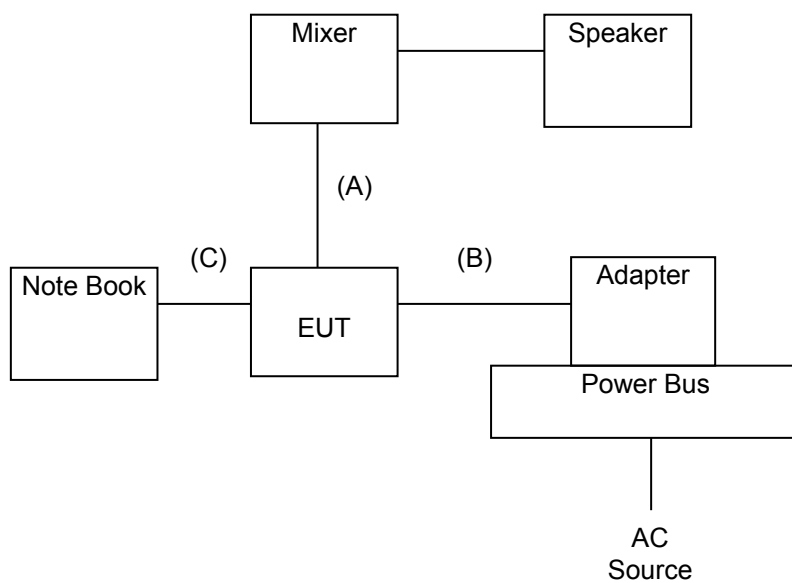 Mixer
Speaker
(A)
(C)
(B)
Note Book
EUT
Adapter
Power Bus
AC
Source